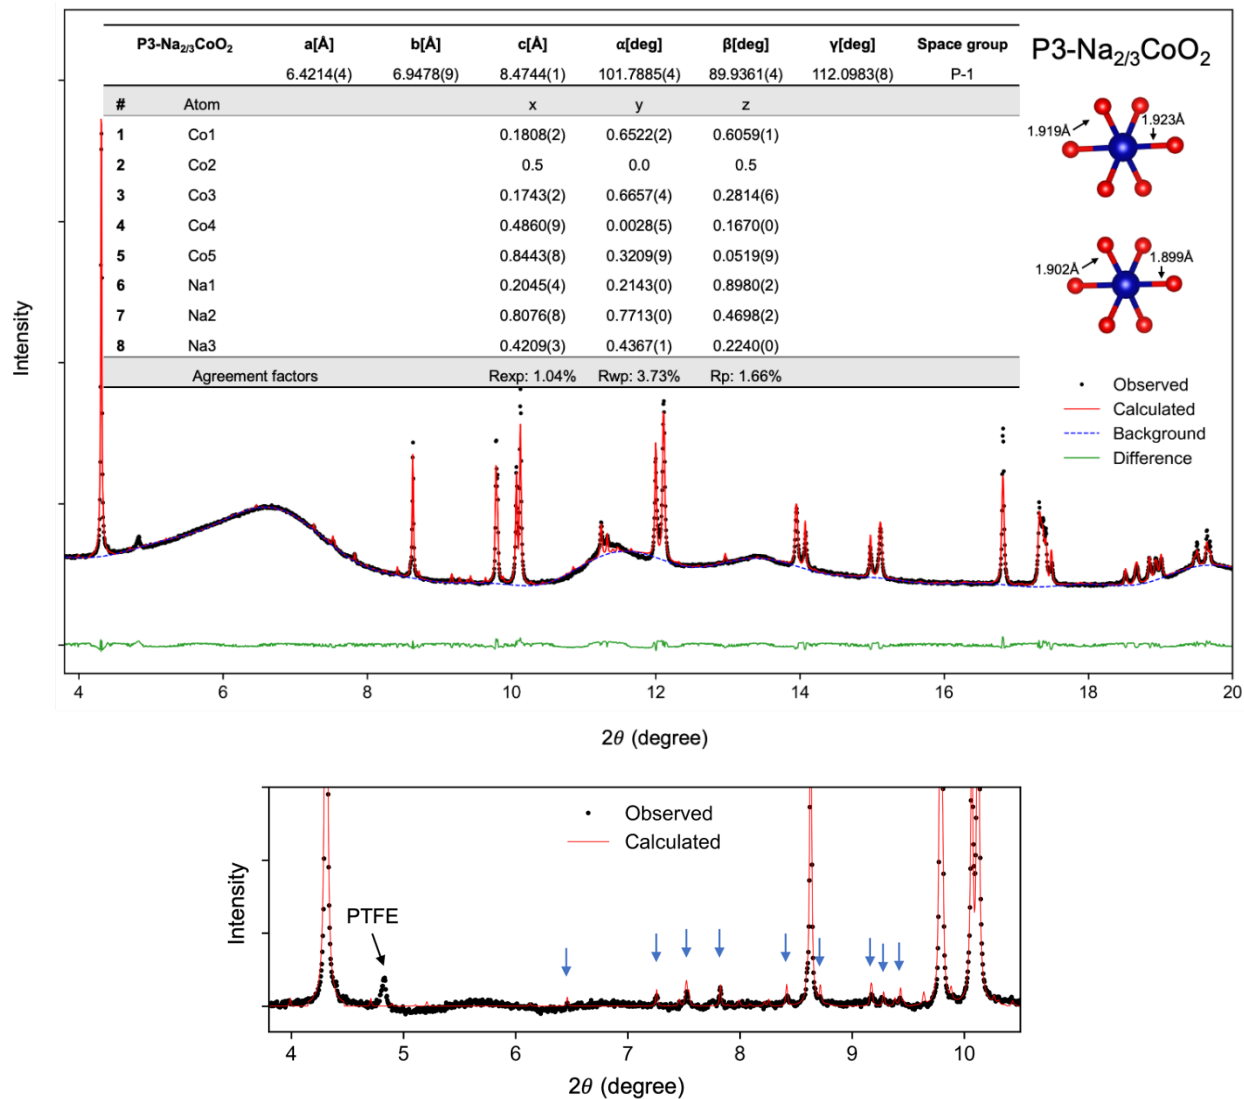 P3-Na2/3CoO2 a[Å] b[Å] c[Å] α[deg] β[deg] γ[deg] Space group
6.4214(4) 6.9478(9) 8.4744(1) 101.7885(4) 89.9361(4) 112.0983(8) P-1
# Atom x y z
1 Co1 0.1808(2) 0.6522(2) 0.6059(1)
2 Co2 0.5 0.0 0.5
3 Co3 0.1743(2) 0.6657(4) 0.2814(6)
4 Co4 0.4860(9) 0.0028(5) 0.1670(0)
5 Co5 0.8443(8) 0.3209(9) 0.0519(9)
6 Na1 0.2045(4) 0.2143(0) 0.8980(2)
7 Na2 0.8076(8) 0.7713(0) 0.4698(2)
8 Na3 0.4209(3) 0.4367(1) 0.2240(0)
Agreement factors Rexp: 1.04% Rwp: 3.73% Rp: 1.66%
P3-Na2/3CoO2
1.919Å
1.923Å
1.902Å
1.899Å
Observed
Calculated
Background
Difference
Intensity
4 6 8 10 12 14 16 18 20
2θ (degree)
Observed
Calculated
PTFE
Intensity
4 5 6 7 8 9 10
2θ (degree)